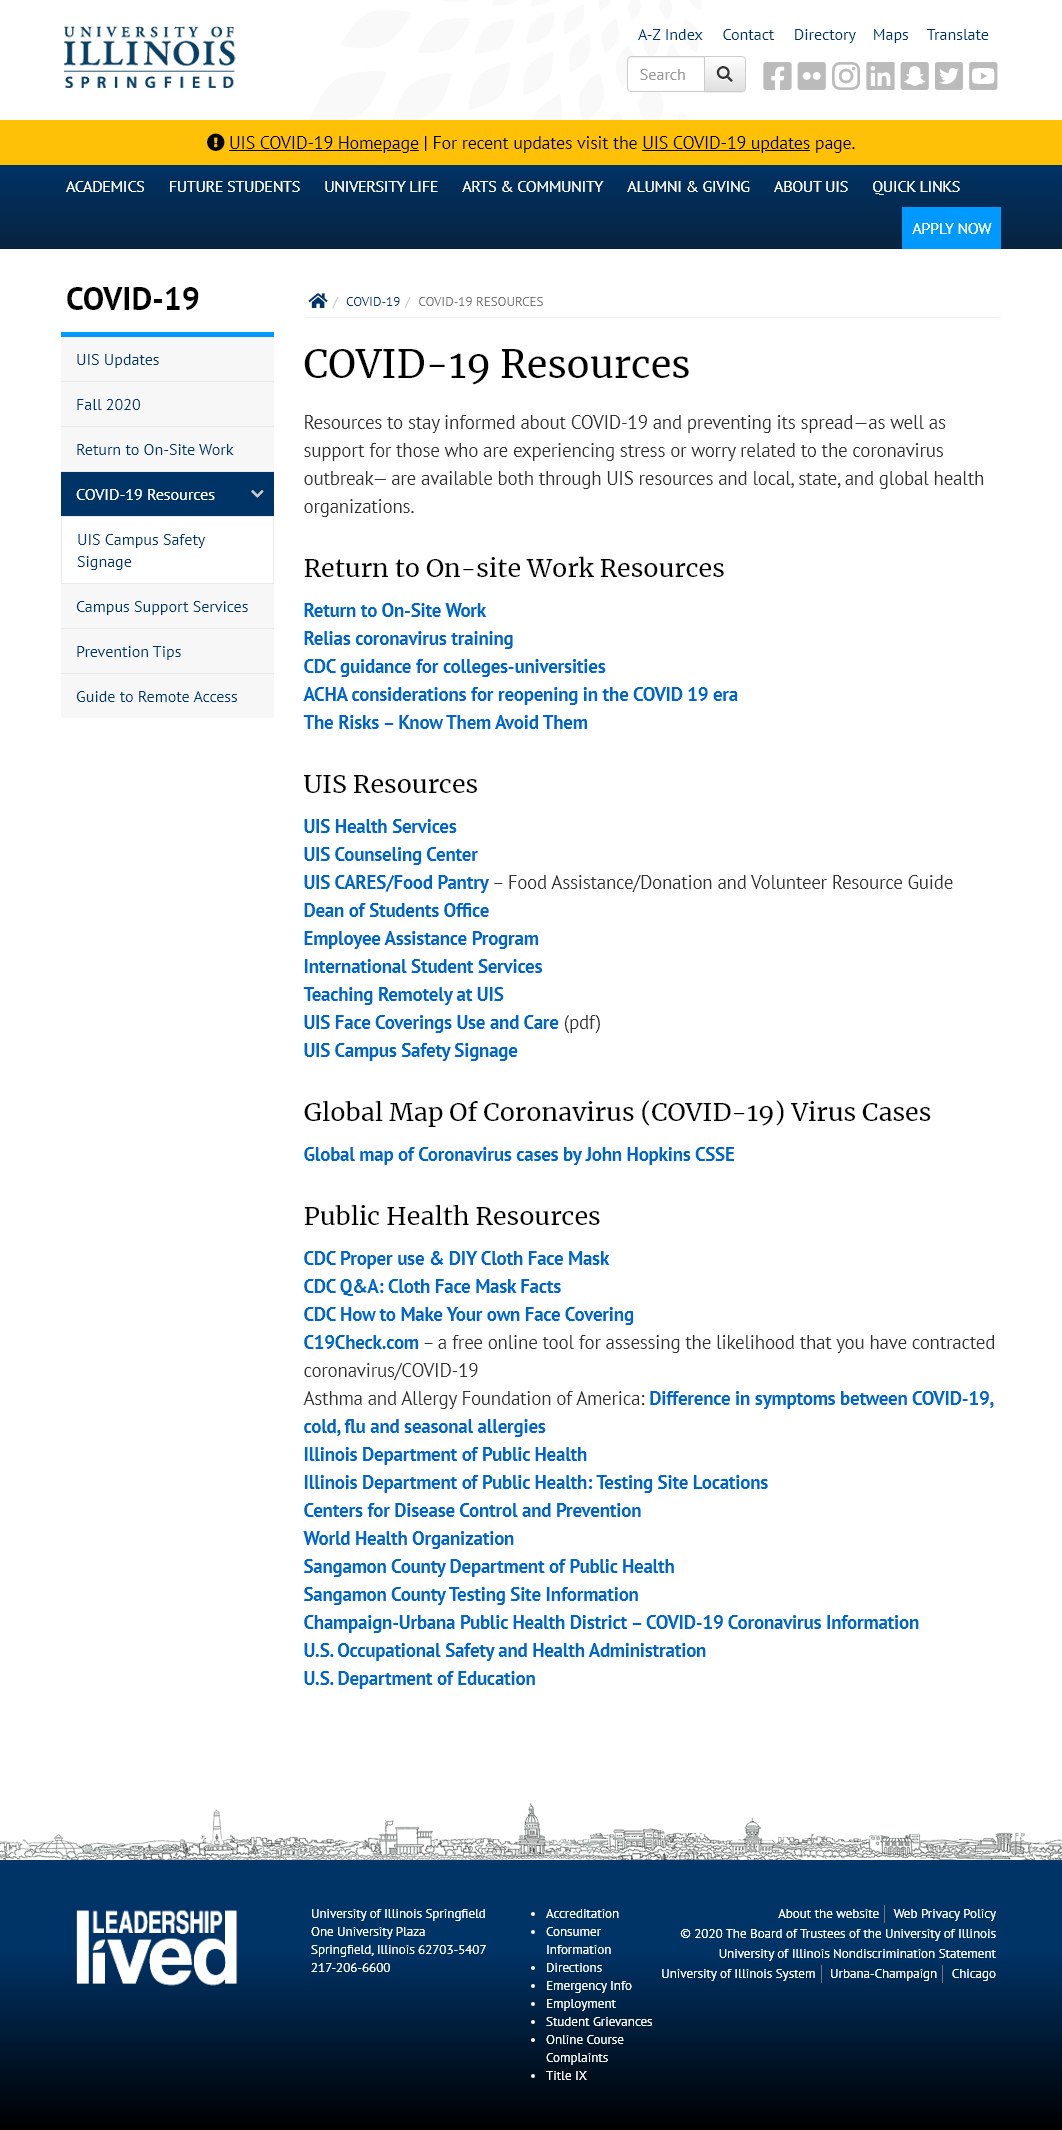 UNIVERSITY OF
ILLINOIS
SPRINGFIELD
A-Z Index Contact Directory Maps Translate
Search
UIS COVID-19 Homepage | For recent updates visit the UIS COVID-19 updates page.
ACADEMICS FUTURE STUDENTS UNIVERSITY LIFE ARTS & COMMUNITY ALUMNI & GIVING ABOUT UIS QUICK LINKS
APPLY NOW
COVID-19
UIS Updates
Fall 2020
Return to On-Site Work
COVID-19 Resources
UIS Campus Safety
Signage
Campus Support Services
Prevention Tips
Guide to Remote Access
/ COVID-19 / COVID-19 RESOURCES
COVID-19 Resources
Resources to stay informed about COVID-19 and preventing its spread—as well as
support for those who are experiencing stress or worry related to the coronavirus
outbreak— are available both through UIS resources and local, state, and global health
organizations.
Return to On-site Work Resources
Return to On-Site Work
Relias coronavirus training
CDC guidance for colleges-universities
ACHA considerations for reopening in the COVID 19 era
The Risks – Know Them Avoid Them
UIS Resources
UIS Health Services
UIS Counseling Center
UIS CARES/Food Pantry – Food Assistance/Donation and Volunteer Resource Guide
Dean of Students Office
Employee Assistance Program
International Student Services
Teaching Remotely at UIS
UIS Face Coverings Use and Care (pdf)
UIS Campus Safety Signage
Global Map Of Coronavirus (COVID-19) Virus Cases
Global map of Coronavirus cases by John Hopkins CSSE
Public Health Resources
CDC Proper use & DIY Cloth Face Mask
CDC Q&A: Cloth Face Mask Facts
CDC How to Make Your own Face Covering
C19Check.com – a free online tool for assessing the likelihood that you have contracted
coronavirus/COVID-19
Asthma and Allergy Foundation of America: Difference in symptoms between COVID-19,
cold, flu and seasonal allergies
Illinois Department of Public Health
Illinois Department of Public Health: Testing Site Locations
Centers for Disease Control and Prevention
World Health Organization
Sangamon County Department of Public Health
Sangamon County Testing Site Information
Champaign-Urbana Public Health District – COVID-19 Coronavirus Information
U.S. Occupational Safety and Health Administration
U.S. Department of Education
LEADERSHIP
lived
University of Illinois Springfield
One University Plaza
Springfield, Illinois 62703-5407
217-206-6600
• Accreditation
• Consumer
Information
• Directions
• Emergency Info
• Employment
• Student Grievances
• Online Course
Complaints
• Title IX
About the website | Web Privacy Policy
© 2020 The Board of Trustees of the University of Illinois
University of Illinois Nondiscrimination Statement
University of Illinois System | Urbana-Champaign | Chicago